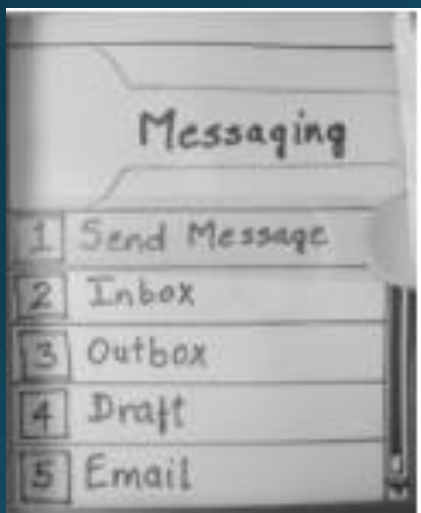 Messaging
1 Send Message
2 Inbox
3 Outbox
4 Draft
5 Email